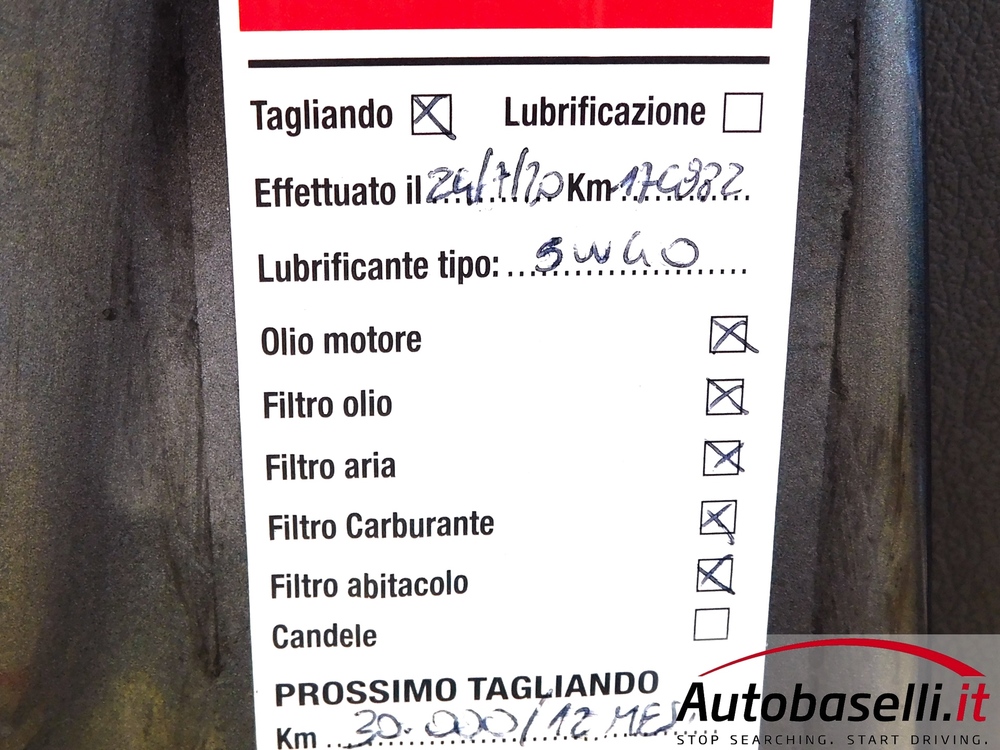 Tagliando Lubrificazione
Effettuato il 24/7/20 Km
Lubrificante tipo: 5W40
Olio motore
Filtro olio
Filtro aria
Filtro Carburante
Filtro abitacolo
Candele
PROSSIMO TAGLIANDO
Km 30.000/12 MESI
Autobaselli.it
STOP SEARCHING. START DRIVING.